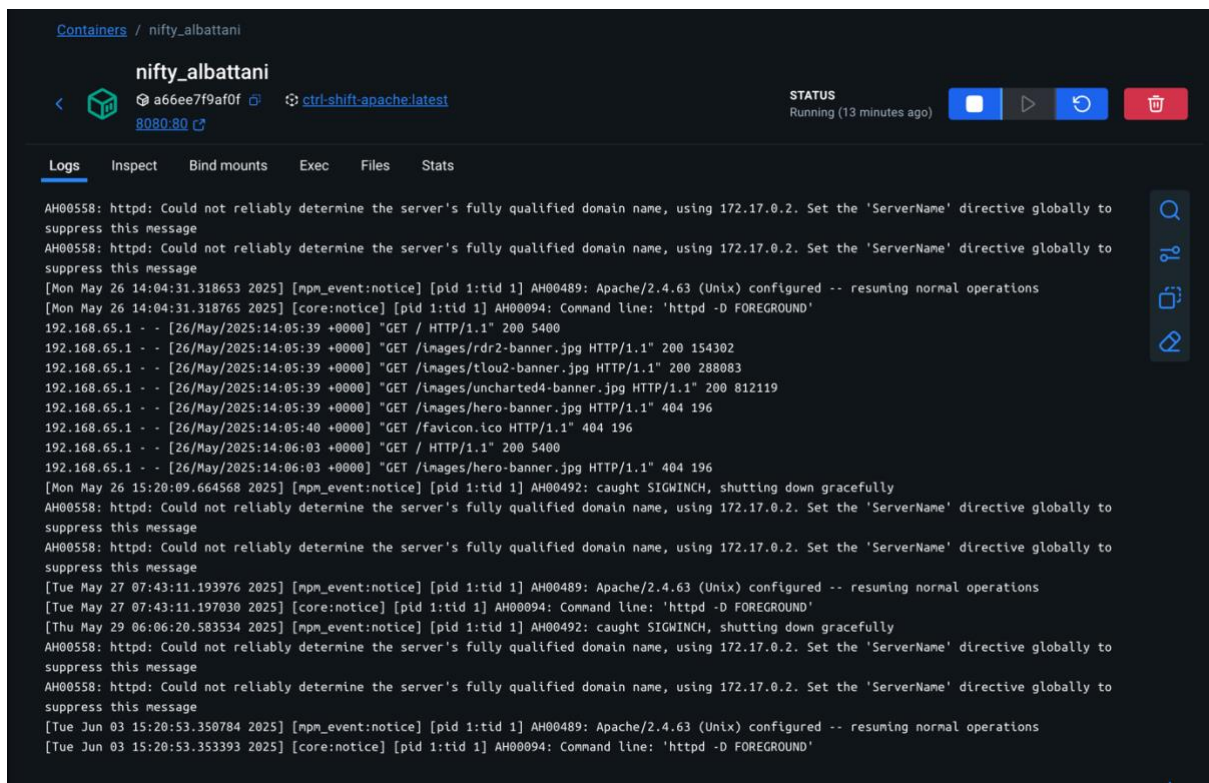 Containers / nifty_albattani
nifty_albattani
a66ee7f9af0f ctrl-shift-apache:latest
8080:80
STATUS
Running (13 minutes ago)
Logs Inspect Bind mounts Exec Files Stats
AH00558: httpd: Could not reliably determine the server's fully qualified domain name, using 172.17.0.2. Set the 'ServerName' directive globally to
suppress this message
AH00558: httpd: Could not reliably determine the server's fully qualified domain name, using 172.17.0.2. Set the 'ServerName' directive globally to
suppress this message
[Mon May 26 14:04:31.318653 2025] [mpm_event:notice] [pid 1:tid 1] AH00489: Apache/2.4.63 (Unix) configured -- resuming normal operations
[Mon May 26 14:04:31.318765 2025] [core:notice] [pid 1:tid 1] AH00094: Command line: 'httpd -D FOREGROUND'
192.168.65.1 - - [26/May/2025:14:05:39 +0000] "GET / HTTP/1.1" 200 5400
192.168.65.1 - - [26/May/2025:14:05:39 +0000] "GET /images/rdr2-banner.jpg HTTP/1.1" 200 154302
192.168.65.1 - - [26/May/2025:14:05:39 +0000] "GET /images/tlou2-banner.jpg HTTP/1.1" 200 288083
192.168.65.1 - - [26/May/2025:14:05:39 +0000] "GET /images/uncharted4-banner.jpg HTTP/1.1" 200 812119
192.168.65.1 - - [26/May/2025:14:05:39 +0000] "GET /images/hero-banner.jpg HTTP/1.1" 404 196
192.168.65.1 - - [26/May/2025:14:05:40 +0000] "GET /favicon.ico HTTP/1.1" 404 196
192.168.65.1 - - [26/May/2025:14:06:03 +0000] "GET / HTTP/1.1" 200 5400
192.168.65.1 - - [26/May/2025:14:06:03 +0000] "GET /images/hero-banner.jpg HTTP/1.1" 404 196
[Mon May 26 15:20:09.664568 2025] [mpm_event:notice] [pid 1:tid 1] AH00492: caught SIGWINCH, shutting down gracefully
AH00558: httpd: Could not reliably determine the server's fully qualified domain name, using 172.17.0.2. Set the 'ServerName' directive globally to
suppress this message
AH00558: httpd: Could not reliably determine the server's fully qualified domain name, using 172.17.0.2. Set the 'ServerName' directive globally to
suppress this message
[Tue May 27 07:43:11.193976 2025] [mpm_event:notice] [pid 1:tid 1] AH00489: Apache/2.4.63 (Unix) configured -- resuming normal operations
[Tue May 27 07:43:11.197030 2025] [core:notice] [pid 1:tid 1] AH00094: Command line: 'httpd -D FOREGROUND'
[Thu May 29 06:06:20.583534 2025] [mpm_event:notice] [pid 1:tid 1] AH00492: caught SIGWINCH, shutting down gracefully
AH00558: httpd: Could not reliably determine the server's fully qualified domain name, using 172.17.0.2. Set the 'ServerName' directive globally to
suppress this message
AH00558: httpd: Could not reliably determine the server's fully qualified domain name, using 172.17.0.2. Set the 'ServerName' directive globally to
suppress this message
[Tue Jun 03 15:20:53.350784 2025] [mpm_event:notice] [pid 1:tid 1] AH00489: Apache/2.4.63 (Unix) configured -- resuming normal operations
[Tue Jun 03 15:20:53.353393 2025] [core:notice] [pid 1:tid 1] AH00094: Command line: 'httpd -D FOREGROUND'